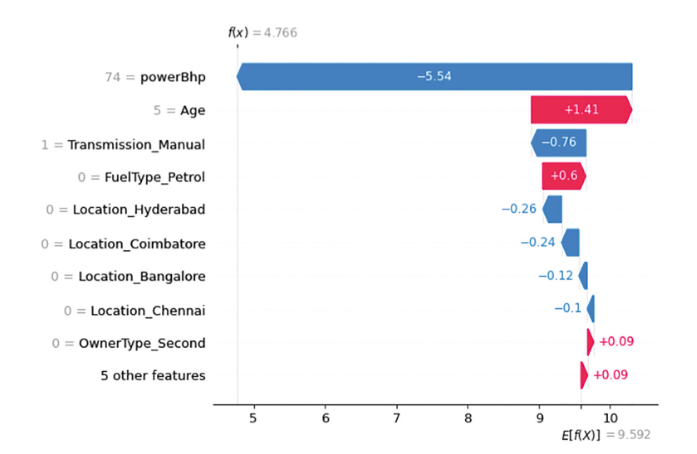 f(x) = 4.766
74 = powerBhp −5.54
5 = Age +1.41
1 = Transmission_Manual −0.76
0 = FuelType_Petrol +0.6
0 = Location_Hyderabad −0.26
0 = Location_Coimbatore −0.24
0 = Location_Bangalore −0.12
0 = Location_Chennai −0.1
0 = OwnerType_Second +0.09
5 other features +0.09
5 6 7 8 9 10
E[f(X)] = 9.592